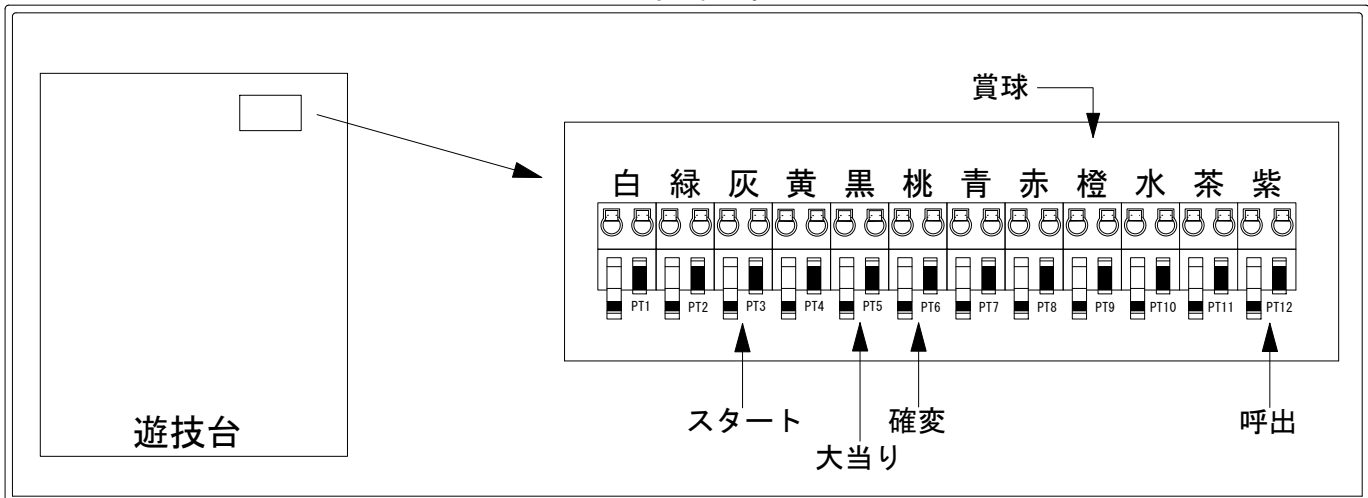 賞球
白 緑 灰 黄 黒 桃 青 赤 橙 水 茶 紫
PT1 PT2 PT3 PT4 PT5 PT6 PT7 PT8 PT9 PT10 PT11 PT12
スタート 確変 呼出
大当り
遊技台